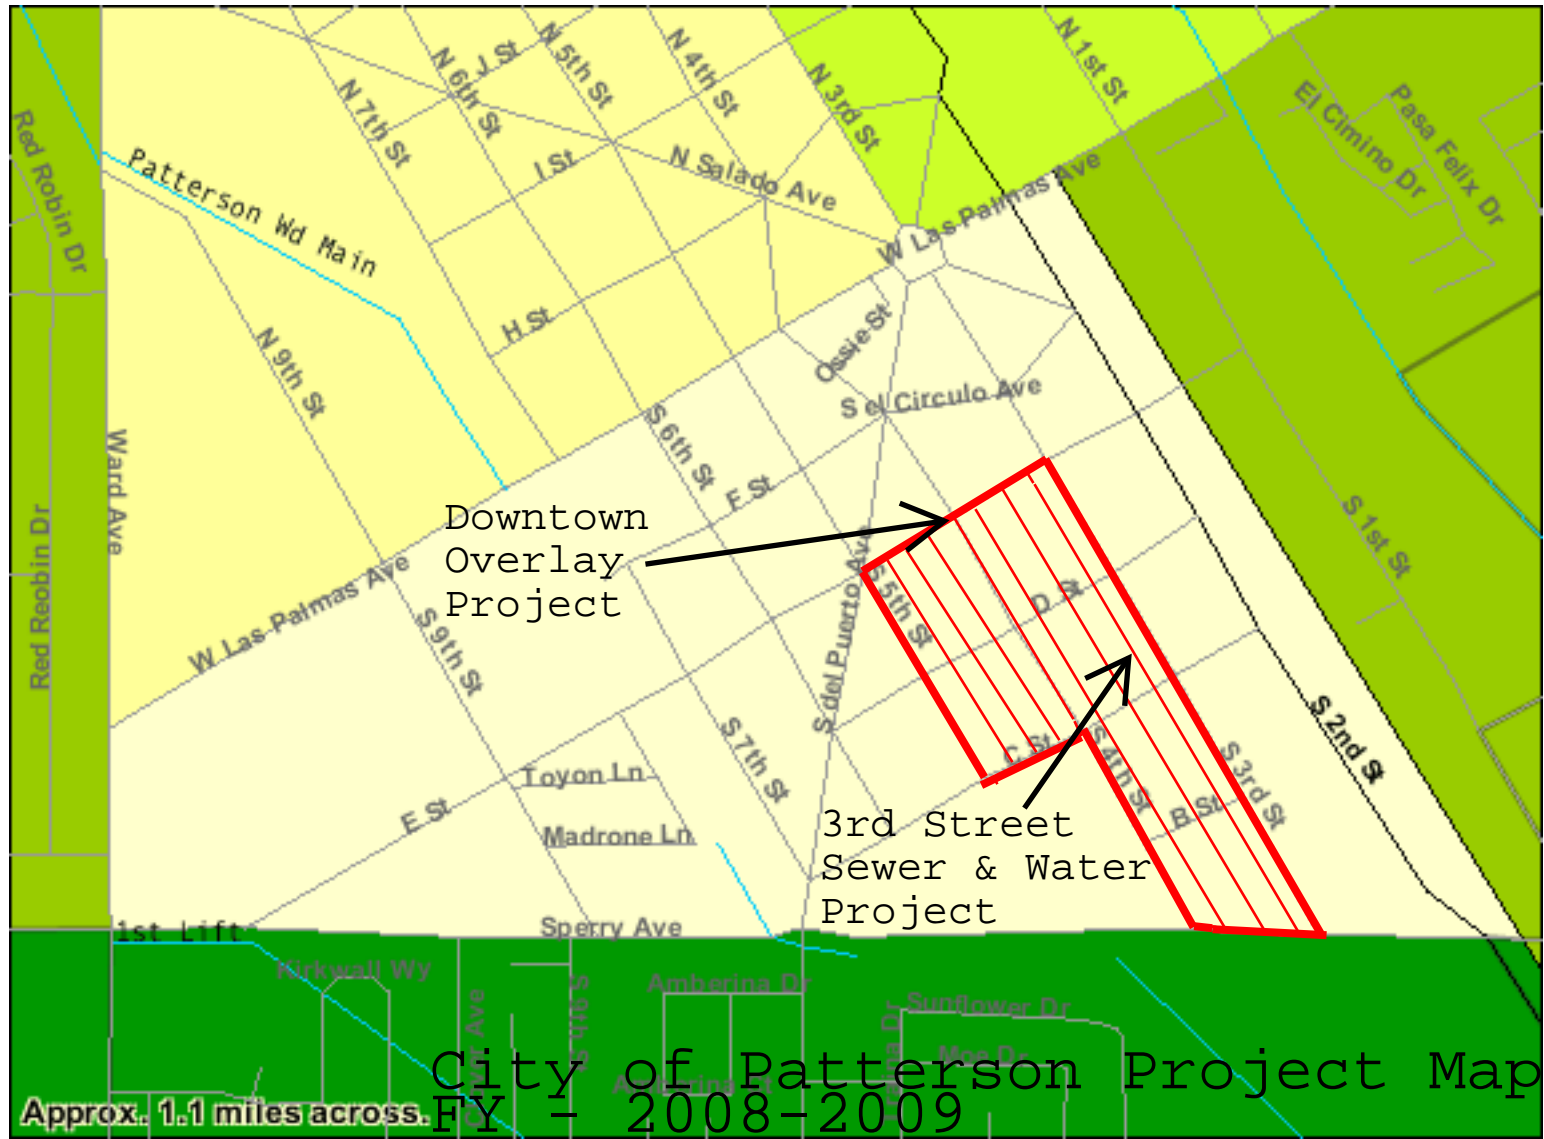 N 7th St
N 6th St
J St
N 5th St
N 4th St
N 3rd St
N 1st St
El Cimino Dr
Pasa Felix Dr
Red Robin Dr
Patterson Wd Main
I St
N Salado Ave
W Las Palmas Ave
H St
N 9th St
Ossie St
S el Circulo Ave
S 6th St
F St
Ward Ave
Red Reobin Dr
W Las Palmas Ave
Downtown
Overlay
Project
S 9th St
S del Puerto Ave
S 5th St
D St
S 1st St
S 7th St
C St
S 4th St
S 3rd St
S 2nd St
B St
Toyon Ln
E St
Madrone Ln
3rd Street
Sewer & Water
Project
1st Lift
Sperry Ave
Kirkwall Wy
S 9th S
Amberina Dr
Sunflower Dr
Moe Dr
City of Patterson Project Map
FY - 2008-2009
Approx. 1.1 miles across.